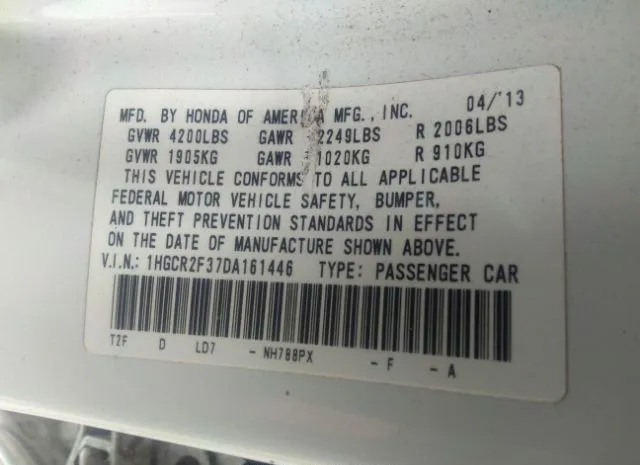 MFD. BY HONDA OF AMERICA MFG., INC. 04/'13
GVWR 4200LBS GAWR 2249LBS R 2006LBS
GVWR 1905KG GAWR 1020KG R 910KG
THIS VEHICLE CONFORMS TO ALL APPLICABLE
FEDERAL MOTOR VEHICLE SAFETY, BUMPER,
AND THEFT PREVENTION STANDARDS IN EFFECT
ON THE DATE OF MANUFACTURE SHOWN ABOVE.
V.I.N.: 1HGCR2F37DA161446 TYPE: PASSENGER CAR
T2F D LD7 - NH788PX - F - A